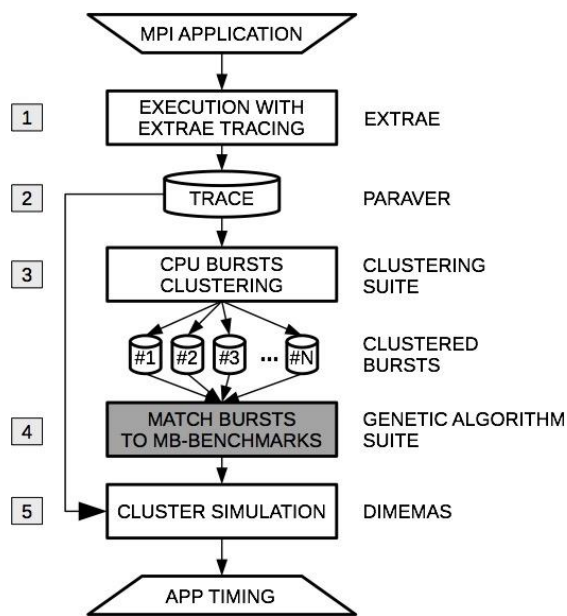 MPI APPLICATION
1
EXECUTION WITH
EXTRAE TRACING
EXTRAE
2
TRACE
PARAVER
3
CPU BURSTS
CLUSTERING
CLUSTERING
SUITE
#1 #2 #3 ... #N
CLUSTERED
BURSTS
4
MATCH BURSTS
TO MB-BENCHMARKS
GENETIC ALGORITHM
SUITE
5
CLUSTER SIMULATION
DIMEMAS
APP TIMING